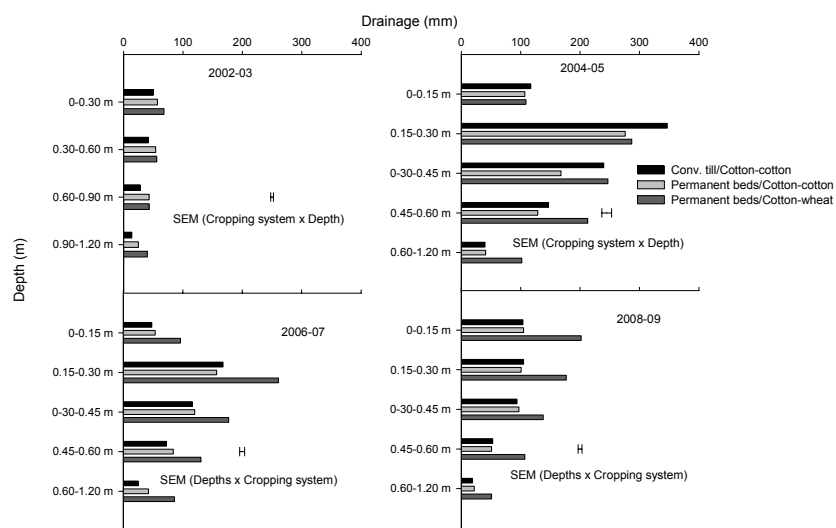 Drainage (mm)
0 100 200 300 400
0 100 200 300 400
2002-03
0-0.30 m
0.30-0.60 m
0.60-0.90 m
SEM (Cropping system x Depth)
0.90-1.20 m
2004-05
0-0.15 m
0.15-0.30 m
0.30-0.45 m
0.45-0.60 m
SEM (Cropping system x Depth)
0.60-1.20 m
Conv. till/Cotton-cotton
Permanent beds/Cotton-cotton
Permanent beds/Cotton-wheat
Depth (m)
2006-07
0-0.15 m
0.15-0.30 m
0.30-0.45 m
0.45-0.60 m
SEM (Depths x Cropping system)
0.60-1.20 m
2008-09
0-0.15 m
0.15-0.30 m
0.30-0.45 m
0.45-0.60 m
SEM (Depths x Cropping system)
0.60-1.20 m